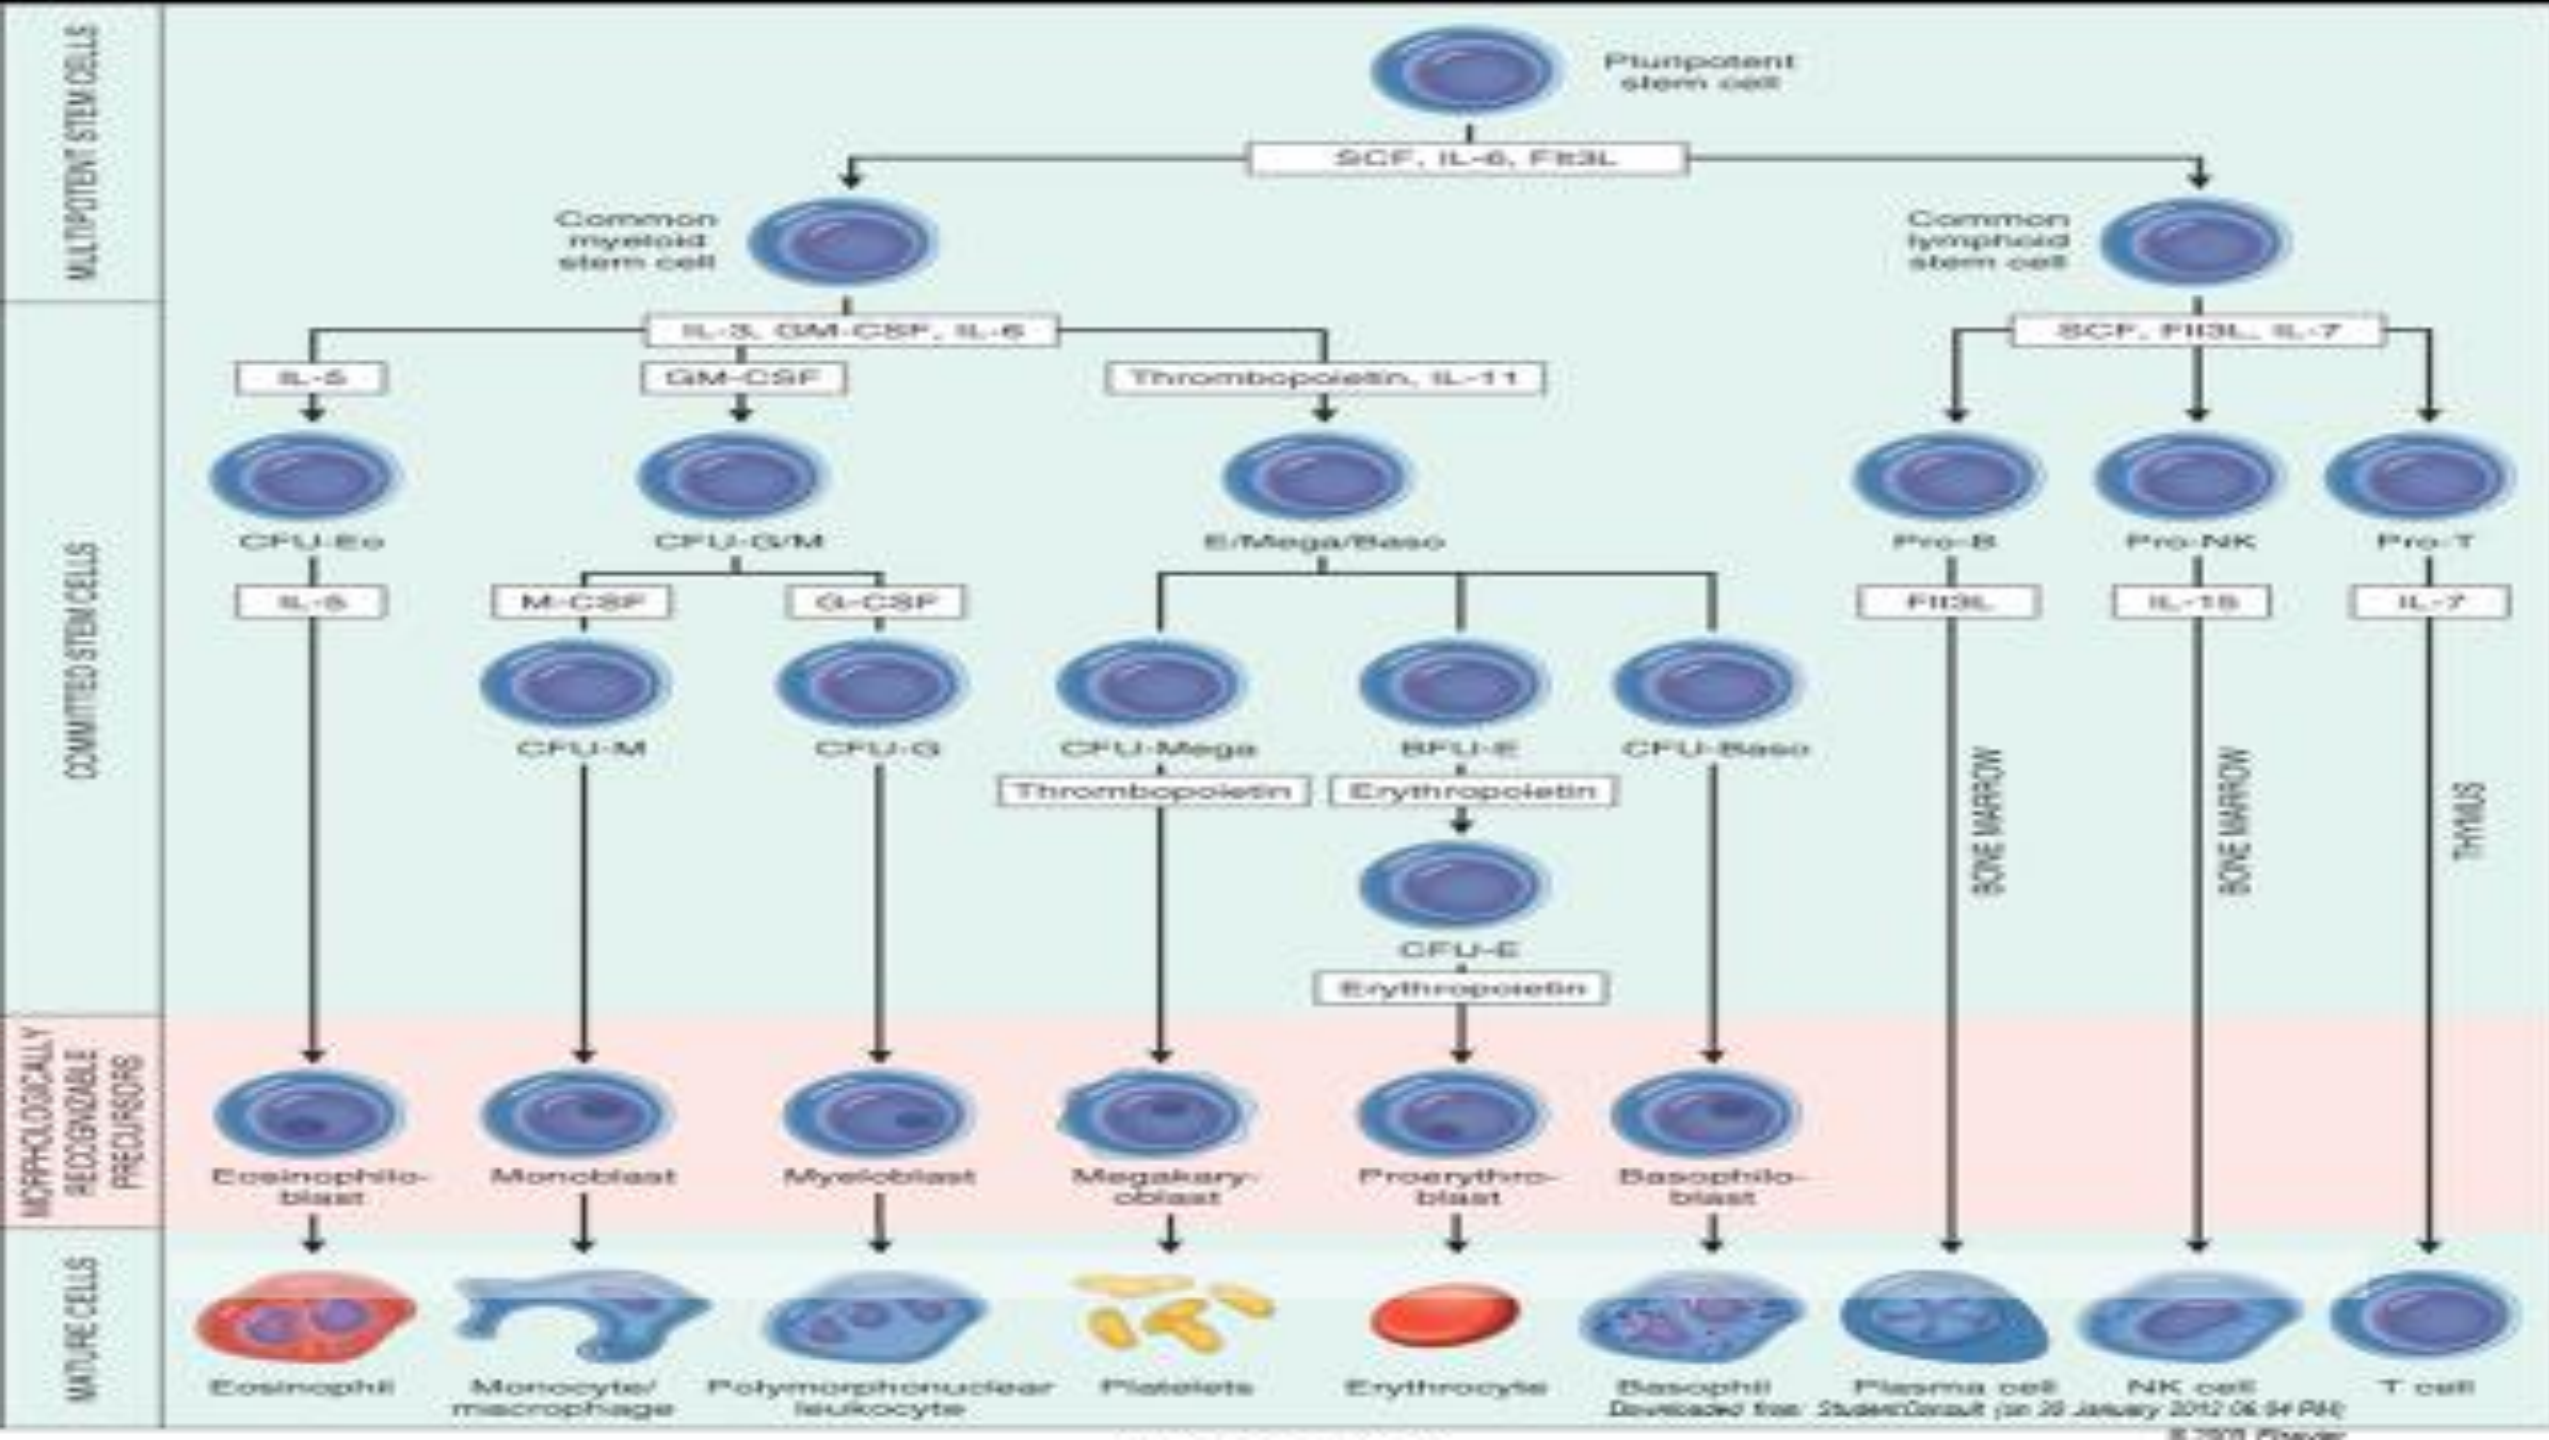 MULTIPOTENT STEM CELLS
Pluripotent
stem cell
SCF, IL-6, Flt3L
Common
myeloid
stem cell
Common
lymphoid
stem cell
COMMITTED STEM CELLS
IL-3, GM-CSF, IL-6
SCF, Flt3L, IL-7
IL-5
GM-CSF
Thrombopoietin, IL-11
CFU-Eo
CFU-G/M
E/Mega/Baso
Pro-B
Pro-NK
Pro-T
IL-5
M-CSF
G-CSF
Flt3L
IL-15
IL-7
CFU-M
CFU-G
CFU-Mega
BFU-E
CFU-Baso
Thrombopoietin
Erythropoietin
BONE MARROW
BONE MARROW
THYMUS
CFU-E
Erythropoietin
MORPHOLOGICALLY
RECOGNIZABLE
PRECURSORS
Eosinophilo-
blast
Monoblast
Myeloblast
Megakary-
oblast
Proerythro-
blast
Basophilo-
blast
MATURE CELLS
Eosinophil
Monocyte/
macrophage
Polymorphonuclear
leukocyte
Platelets
Erythrocyte
Basophil
Plasma cell
NK cell
T cell
Downloaded from: StudentConsult (on January 2012 06:54 PM)
© 2005 Elsevier